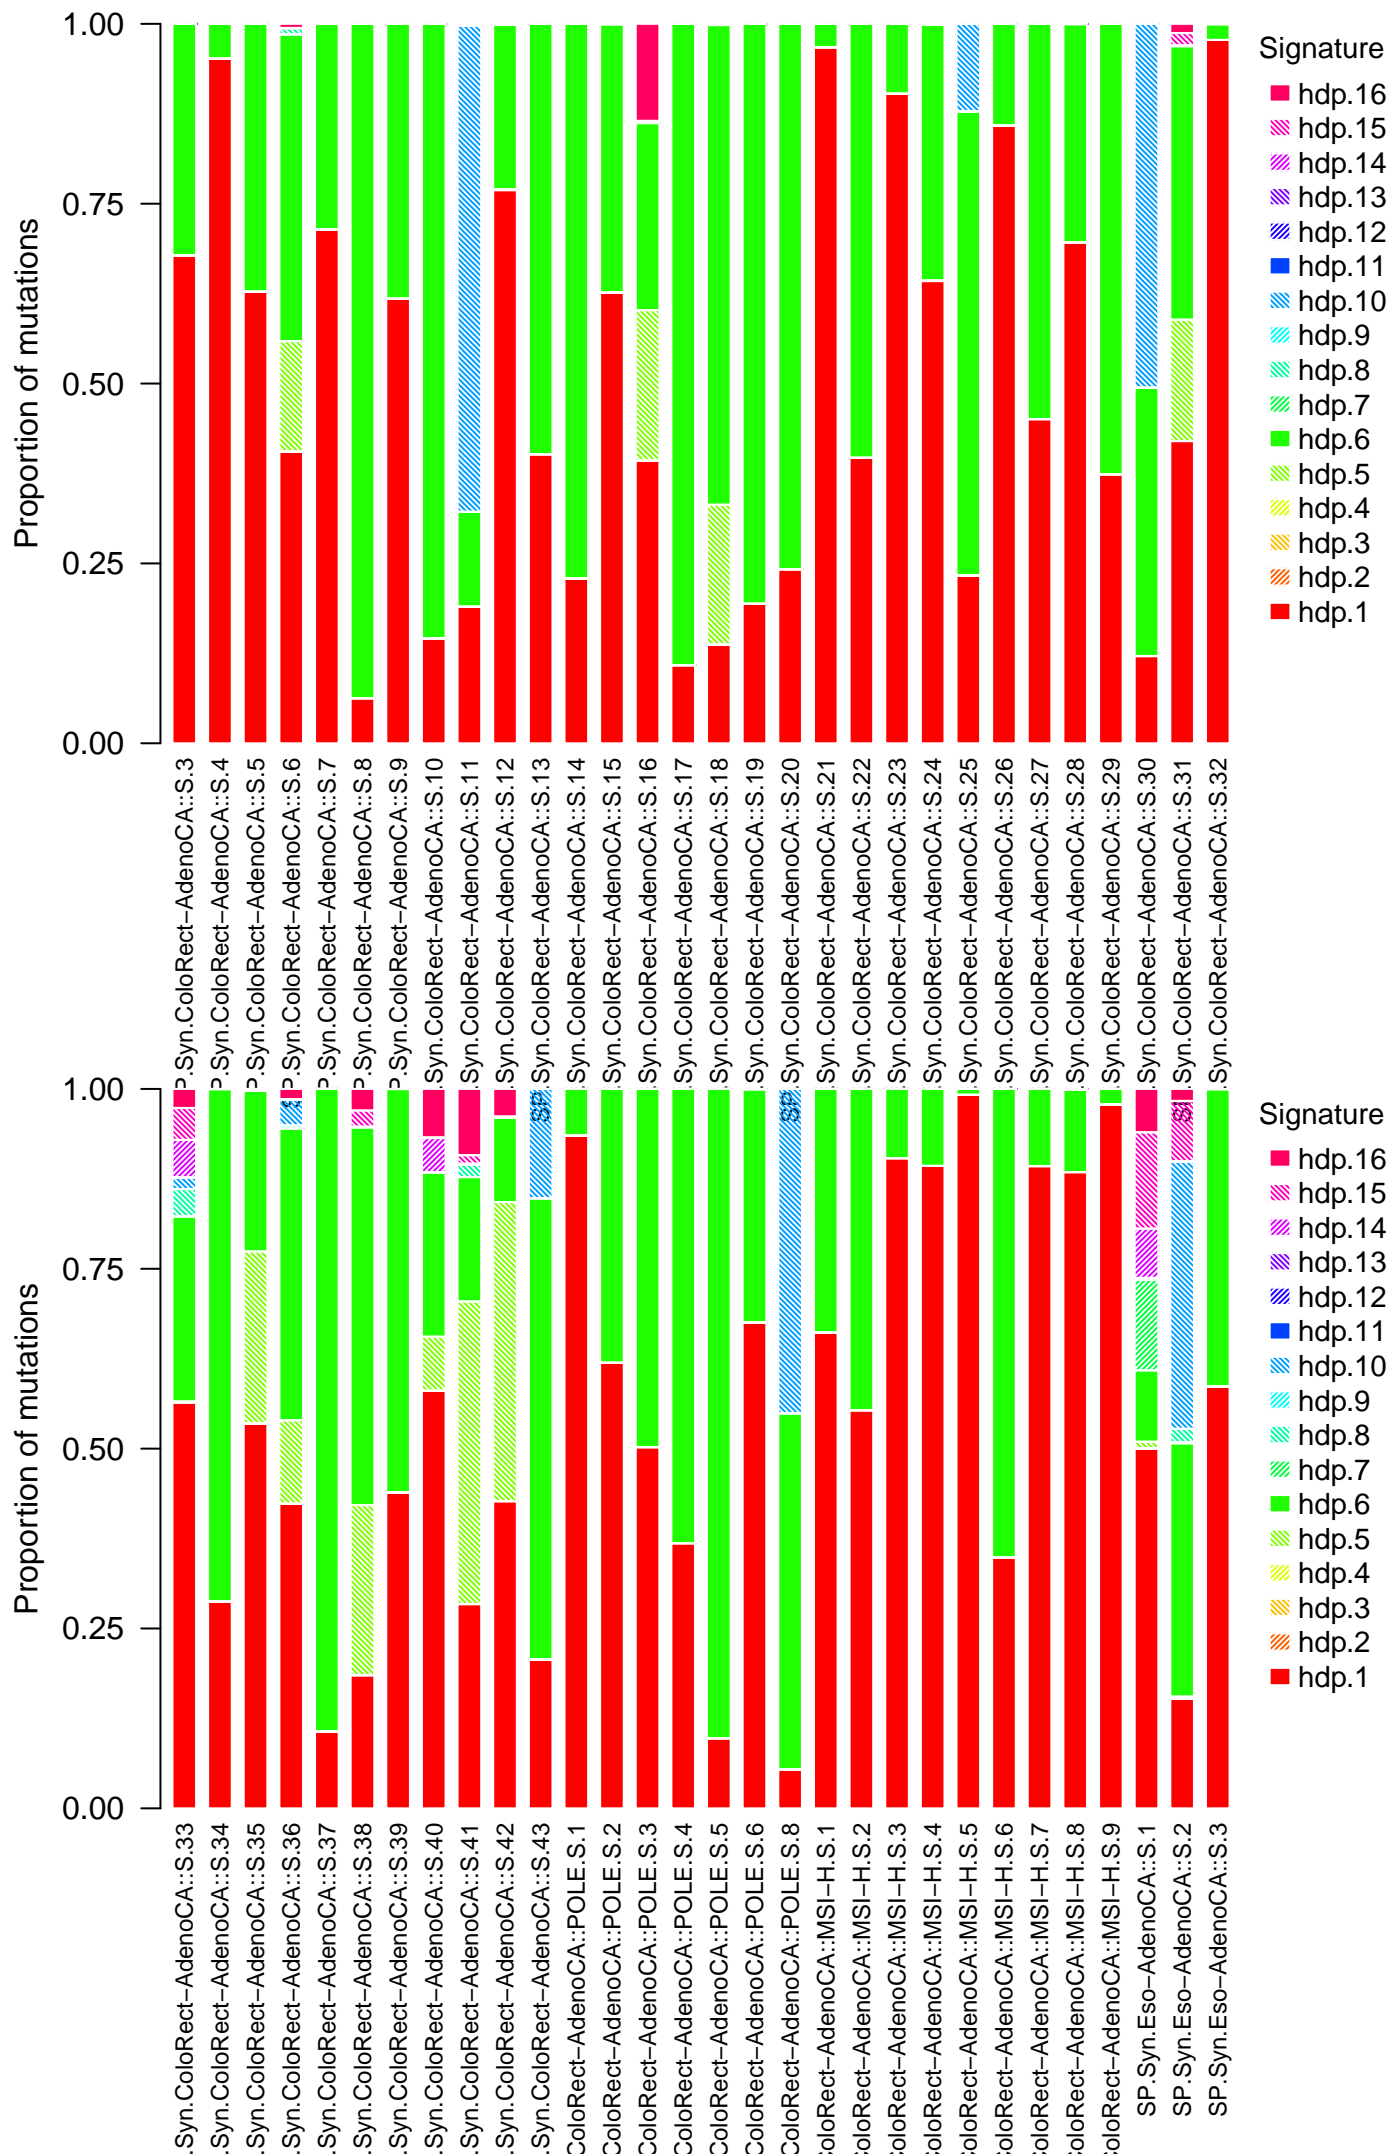 Proportion of mutations
1.00
0.75
0.50
0.25
0.00
P.Syn.ColoRect−AdenoCA::S.3
P.Syn.ColoRect−AdenoCA::S.4
P.Syn.ColoRect−AdenoCA::S.5
P.Syn.ColoRect−AdenoCA::S.6
P.Syn.ColoRect−AdenoCA::S.7
P.Syn.ColoRect−AdenoCA::S.8
P.Syn.ColoRect−AdenoCA::S.9
.Syn.ColoRect−AdenoCA::S.10
.Syn.ColoRect−AdenoCA::S.11
.Syn.ColoRect−AdenoCA::S.12
.Syn.ColoRect−AdenoCA::S.13
.Syn.ColoRect−AdenoCA::S.14
.Syn.ColoRect−AdenoCA::S.15
.Syn.ColoRect−AdenoCA::S.16
.Syn.ColoRect−AdenoCA::S.17
.Syn.ColoRect−AdenoCA::S.18
.Syn.ColoRect−AdenoCA::S.19
.Syn.ColoRect−AdenoCA::S.20
.Syn.ColoRect−AdenoCA::S.21
.Syn.ColoRect−AdenoCA::S.22
.Syn.ColoRect−AdenoCA::S.23
.Syn.ColoRect−AdenoCA::S.24
.Syn.ColoRect−AdenoCA::S.25
.Syn.ColoRect−AdenoCA::S.26
.Syn.ColoRect−AdenoCA::S.27
.Syn.ColoRect−AdenoCA::S.28
.Syn.ColoRect−AdenoCA::S.29
.Syn.ColoRect−AdenoCA::S.30
.Syn.ColoRect−AdenoCA::S.31
.Syn.ColoRect−AdenoCA::S.32
Signature
hdp.16
hdp.15
hdp.14
hdp.13
hdp.12
hdp.11
hdp.10
hdp.9
hdp.8
hdp.7
hdp.6
hdp.5
hdp.4
hdp.3
hdp.2
hdp.1
Proportion of mutations
1.00
0.75
0.50
0.25
0.00
SP
SP
.Syn.ColoRect−AdenoCA::S.33
.Syn.ColoRect−AdenoCA::S.34
.Syn.ColoRect−AdenoCA::S.35
.Syn.ColoRect−AdenoCA::S.36
.Syn.ColoRect−AdenoCA::S.37
.Syn.ColoRect−AdenoCA::S.38
.Syn.ColoRect−AdenoCA::S.39
.Syn.ColoRect−AdenoCA::S.40
.Syn.ColoRect−AdenoCA::S.41
.Syn.ColoRect−AdenoCA::S.42
.Syn.ColoRect−AdenoCA::S.43
ColoRect−AdenoCA::POLE.S.1
ColoRect−AdenoCA::POLE.S.2
ColoRect−AdenoCA::POLE.S.3
ColoRect−AdenoCA::POLE.S.4
ColoRect−AdenoCA::POLE.S.5
ColoRect−AdenoCA::POLE.S.6
ColoRect−AdenoCA::POLE.S.8
oloRect−AdenoCA::MSI−H.S.1
oloRect−AdenoCA::MSI−H.S.2
oloRect−AdenoCA::MSI−H.S.3
oloRect−AdenoCA::MSI−H.S.4
oloRect−AdenoCA::MSI−H.S.5
oloRect−AdenoCA::MSI−H.S.6
oloRect−AdenoCA::MSI−H.S.7
oloRect−AdenoCA::MSI−H.S.8
oloRect−AdenoCA::MSI−H.S.9
SP.Syn.Eso−AdenoCA::S.1
SP.Syn.Eso−AdenoCA::S.2
SP.Syn.Eso−AdenoCA::S.3
Signature
hdp.16
hdp.15
hdp.14
hdp.13
hdp.12
hdp.11
hdp.10
hdp.9
hdp.8
hdp.7
hdp.6
hdp.5
hdp.4
hdp.3
hdp.2
hdp.1